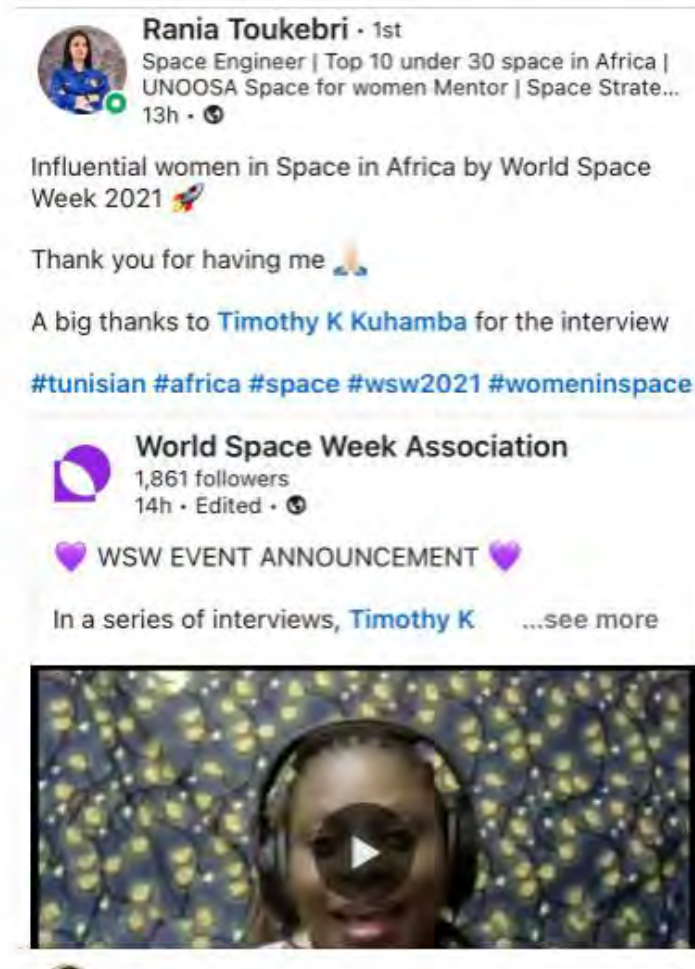 Rania Toukebri · 1st
Space Engineer | Top 10 under 30 space in Africa |
UNOOSA Space for women Mentor | Space Strate...
13h ·
Influential women in Space in Africa by World Space
Week 2021 🚀
Thank you for having me 🙏🏻
A big thanks to Timothy K Kuhamba for the interview
#tunisian #africa #space #wsw2021 #womeninspace
World Space Week Association
1,861 followers
14h · Edited ·
💜 WSW EVENT ANNOUNCEMENT 💜
In a series of interviews, Timothy K ...see more